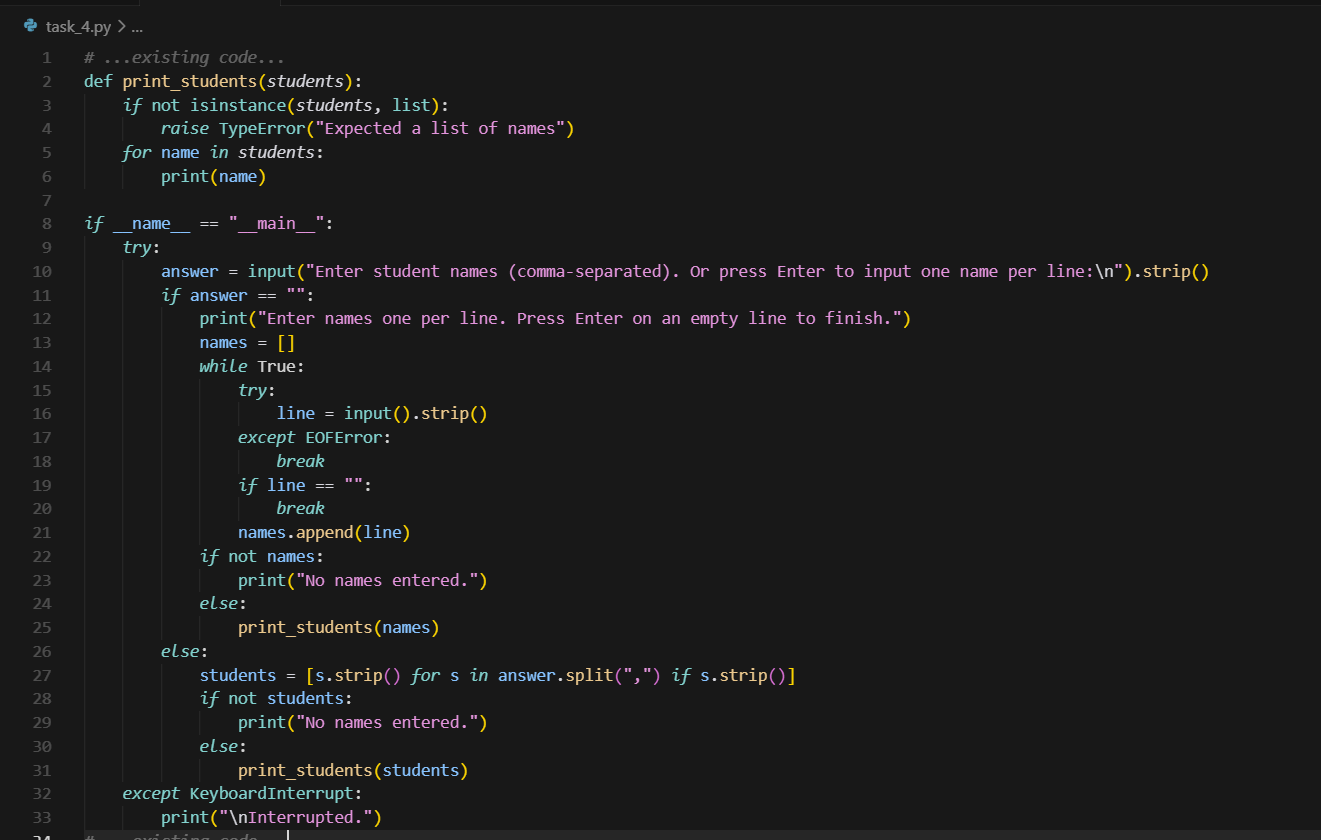 task_4.py > ...
1 # ...existing code...
2 def print_students(students):
3     if not isinstance(students, list):
4         raise TypeError("Expected a list of names")
5     for name in students:
6         print(name)
7
8 if __name__ == "__main__":
9     try:
10         answer = input("Enter student names (comma-separated). Or press Enter to input one name per line:\n").strip()
11         if answer == "":
12             print("Enter names one per line. Press Enter on an empty line to finish.")
13             names = []
14             while True:
15                 try:
16                     line = input().strip()
17                 except EOFError:
18                     break
19                 if line == "":
20                     break
21                 names.append(line)
22             if not names:
23                 print("No names entered.")
24             else:
25                 print_students(names)
26         else:
27             students = [s.strip() for s in answer.split(",") if s.strip()]
28             if not students:
29                 print("No names entered.")
30             else:
31                 print_students(students)
32     except KeyboardInterrupt:
33         print("\nInterrupted.")
34 # ...existing code...